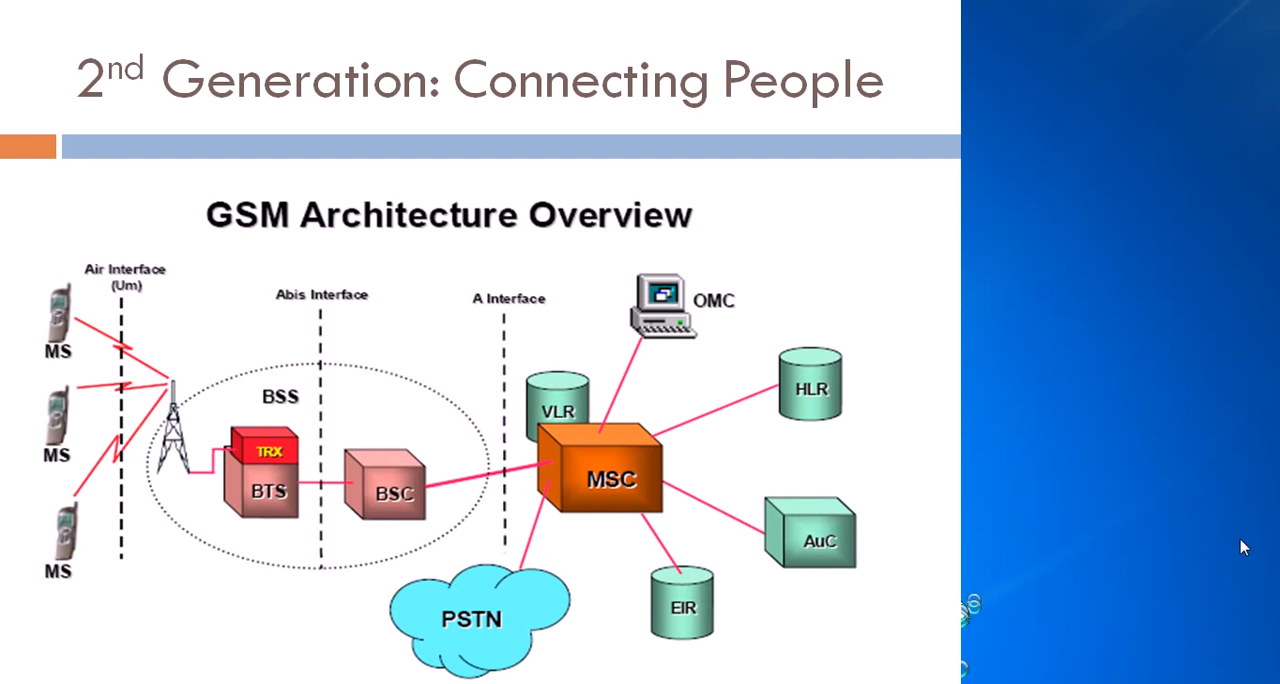 2nd Generation: Connecting People
GSM Architecture Overview
Air Interface
(Um)
Abis Interface
A Interface
OMC
MS
HLR
BSS
VLR
MS
TRX
BTS
BSC
MSC
AuC
MS
EIR
PSTN